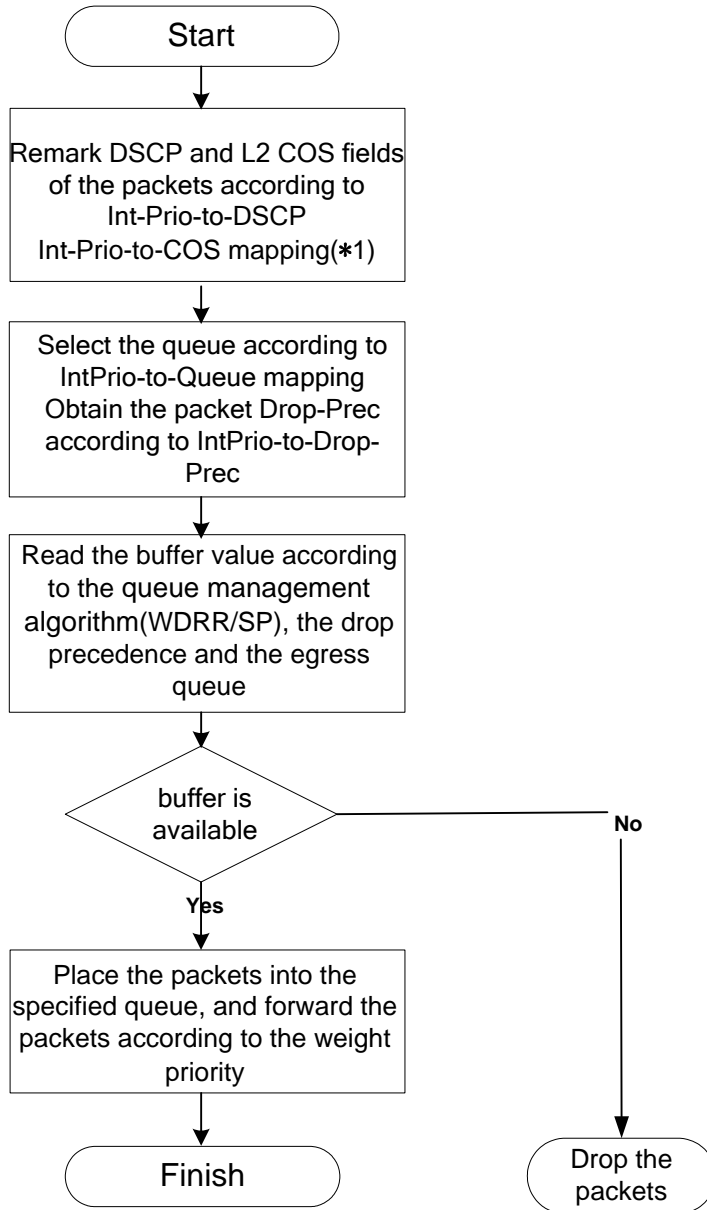 Start
Remark DSCP and L2 COS fields
of the packets according to
Int-Prio-to-DSCP
Int-Prio-to-COS mapping(*1)
Select the queue according to
IntPrio-to-Queue mapping
Obtain the packet Drop-Prec
according to IntPrio-to-Drop-
Prec
Read the buffer value according
to the queue management
algorithm(WDRR/SP), the drop
precedence and the egress
queue
buffer is
available
No
Yes
Place the packets into the
specified queue, and forward the
packets according to the weight
priority
Finish
Drop the
packets